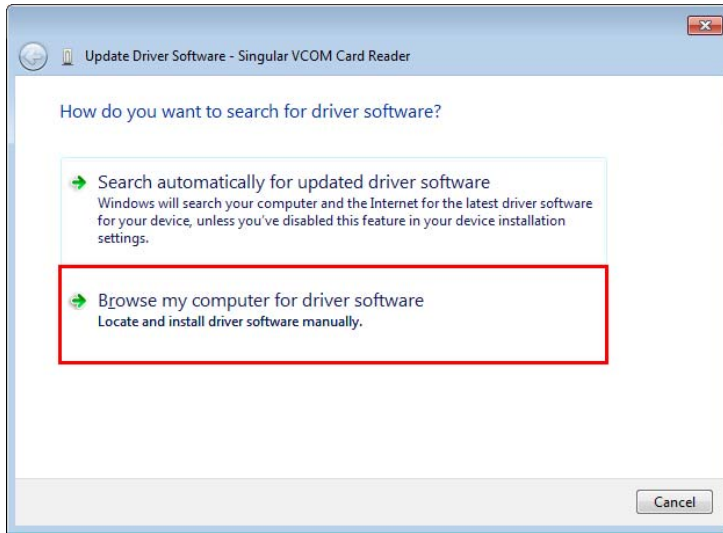 Update Driver Software - Singular VCOM Card Reader
How do you want to search for driver software?
Search automatically for updated driver software
Windows will search your computer and the Internet for the latest driver software
for your device, unless you've disabled this feature in your device installation
settings.
Browse my computer for driver software
Locate and install driver software manually.
Cancel